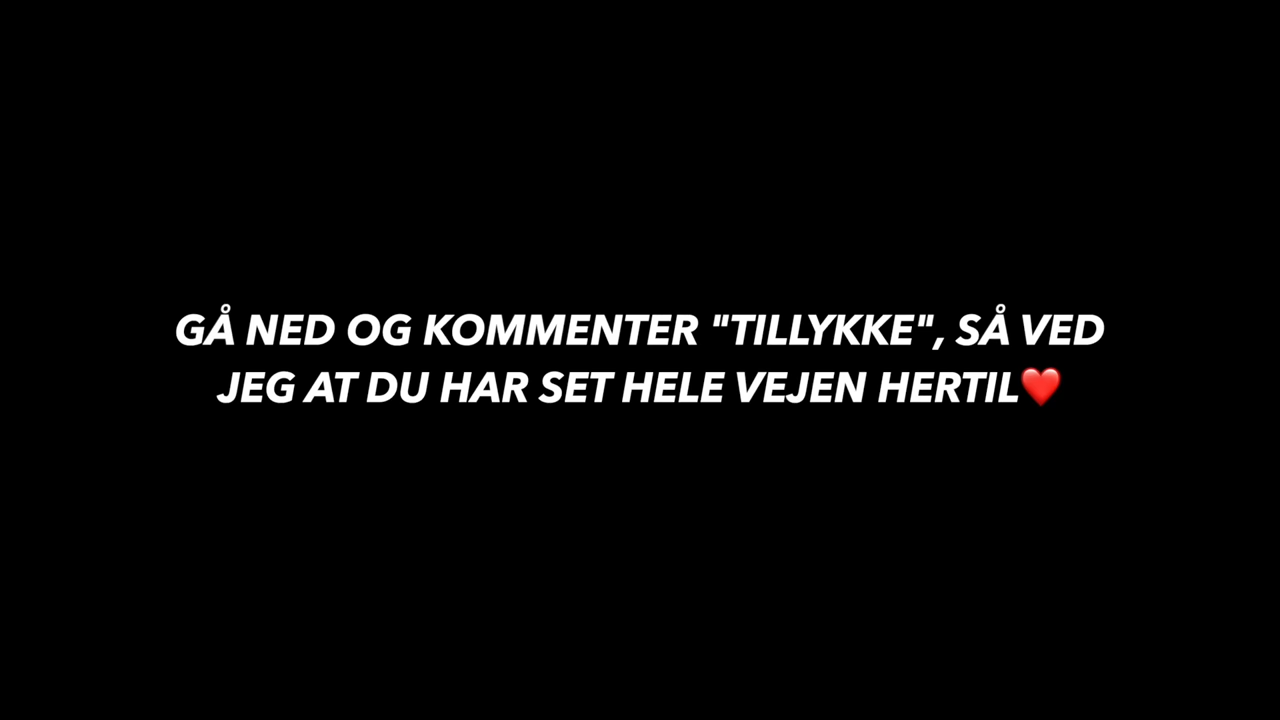 GÅ NED OG KOMMENTER "TILLYKKE", SÅ VED
JEG AT DU HAR SET HELE VEJEN HERTIL❤️